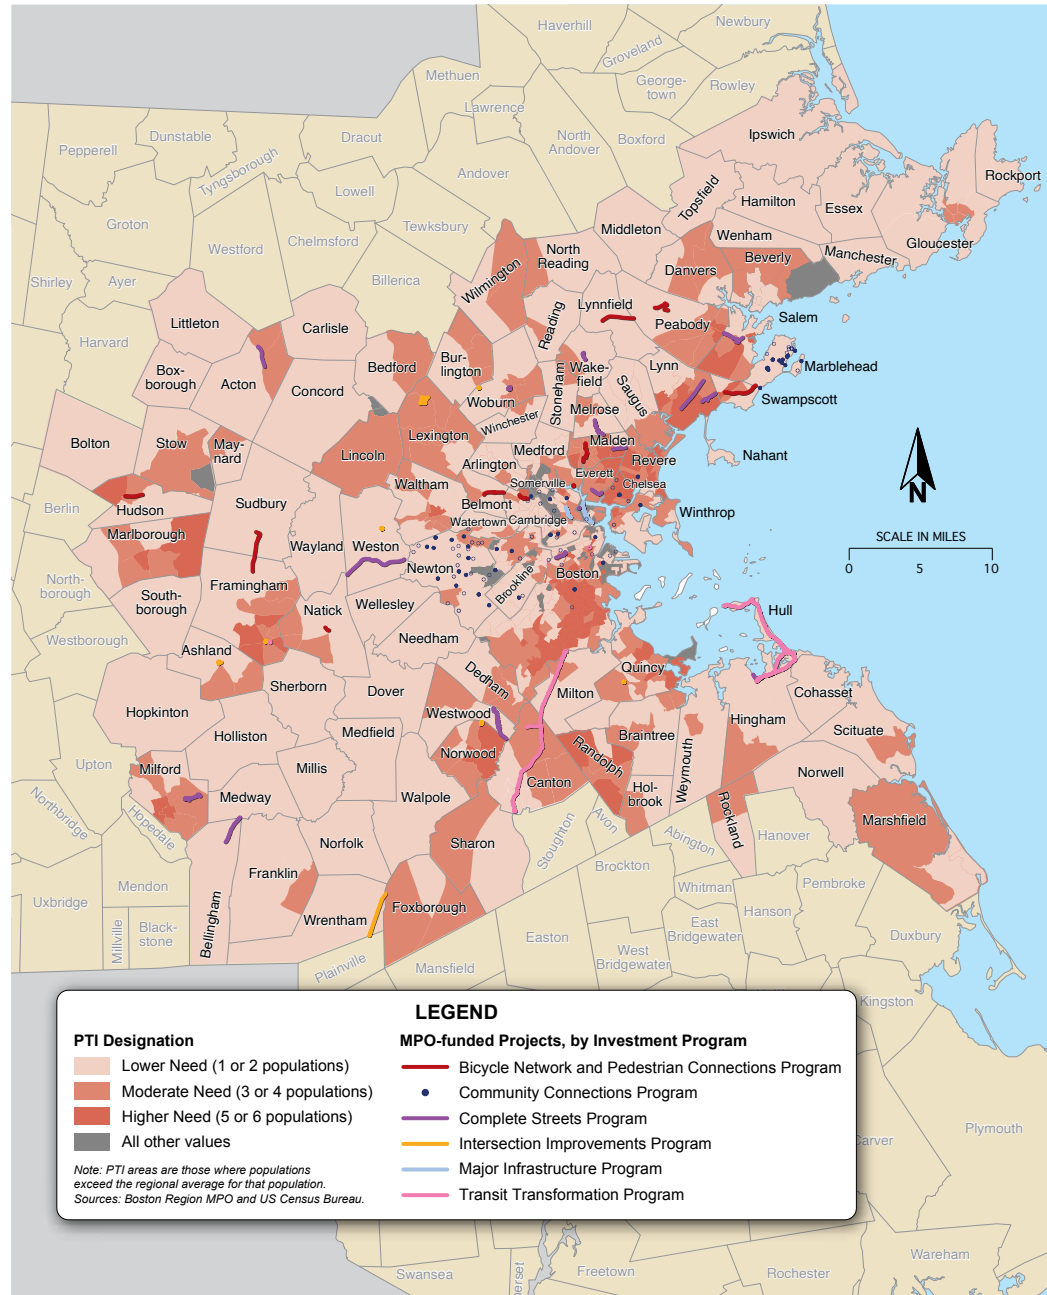 Haverhill
Newbury
Groveland
Methuen
George-
town
Rowley
Lawrence
Dunstable
Dracut
North
Andover
Boxford
Ipswich
Pepperell
Tyngsborough
Andover
Rockport
Lowell
Topsfield
Hamilton
Essex
Groton
Tewksbury
Middleton
Wenham
Gloucester
Westford
Chelmsford
North
Reading
Beverly
Manchester
Shirley
Ayer
Billerica
Wilmington
Danvers
Littleton
Carlisle
Reading
Lynnfield
Salem
Peabody
Harvard
Box-
borough
Acton
Concord
Bedford
Bur-
lington
Stoneham
Wake-
field
Lynn
Marblehead
Woburn
Saugus
Swampscott
Winchester
Melrose
Bolton
Stow
May-
nard
Lincoln
Lexington
Malden
Medford
Revere
Nahant
Arlington
Everett
Waltham
Somerville
Chelsea
N
Berlin
Hudson
Sudbury
Belmont
Winthrop
Marlborough
Watertown
Cambridge
SCALE IN MILES
0
5
10
Wayland
Weston
Newton
Boston
North-
borough
Framingham
Brookline
South-
borough
Natick
Wellesley
Hull
Westborough
Needham
Ashland
Quincy
Sherborn
Dover
Dedham
Milton
Cohasset
Hopkinton
Westwood
Hingham
Scituate
Holliston
Medfield
Braintree
Weymouth
Upton
Norwood
Randolph
Milford
Millis
Canton
Hol-
brook
Norwell
Northbridge
Hopedale
Medway
Walpole
Rockland
Marshfield
Avon
Norfolk
Sharon
Stoughton
Abington
Hanover
Franklin
Brockton
Mendon
Whitman
Pembroke
Uxbridge
Millville
Black-
stone
Bellingham
Wrentham
Foxborough
Hanson
Easton
East
Bridgewater
Duxbury
West
Bridgewater
Plainville
Mansfield
Kingston
LEGEND
PTI Designation
Lower Need (1 or 2 populations)
Moderate Need (3 or 4 populations)
Higher Need (5 or 6 populations)
All other values
Note: PTI areas are those where populations
exceed the regional average for that population.
Sources: Boston Region MPO and US Census Bureau.
MPO-funded Projects, by Investment Program
Bicycle Network and Pedestrian Connections Program
Community Connections Program
Complete Streets Program
Intersection Improvements Program
Major Infrastructure Program
Transit Transformation Program
Plymouth
Carver
Wareham
Swansea
Freetown
Rochester